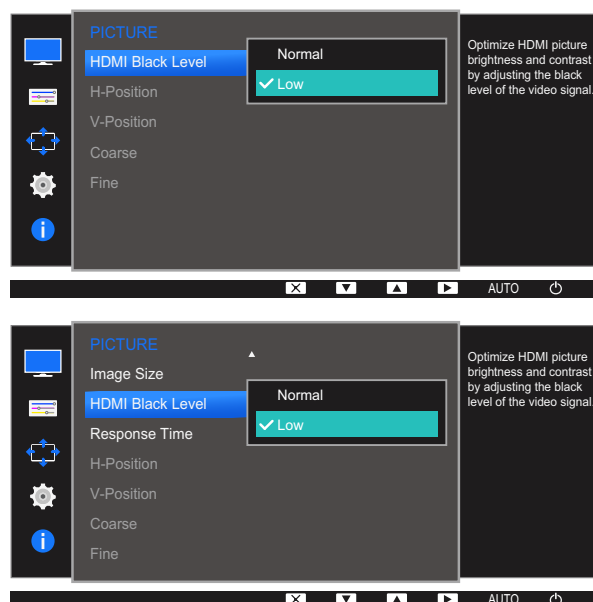 PICTURE
HDMI Black Level
Normal
Low
H-Position
V-Position
Coarse
Fine
Optimize HDMI picture
brightness and contrast
by adjusting the black
level of the video signal.
AUTO
PICTURE
Image Size
HDMI Black Level
Normal
Low
Response Time
H-Position
V-Position
Coarse
Fine
Optimize HDMI picture
brightness and contrast
by adjusting the black
level of the video signal.
AUTO